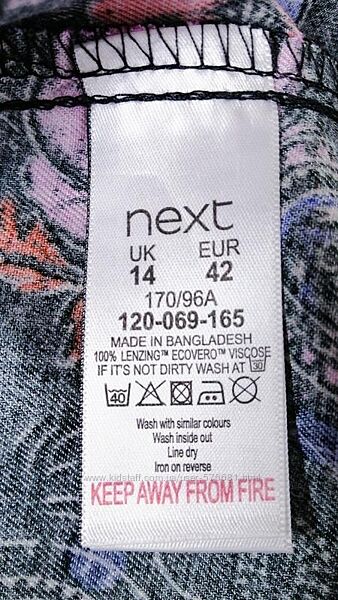 next
UK EUR
14 42
170/96A
120-069-165
MADE IN BANGLADESH
100% LENZING™ ECOVERO™ VISCOSE
IF IT'S NOT DIRTY WASH AT 30
40
Wash with similar colours
Wash inside out
Line dry
Iron on reverse
KEEP AWAY FROM FIRE